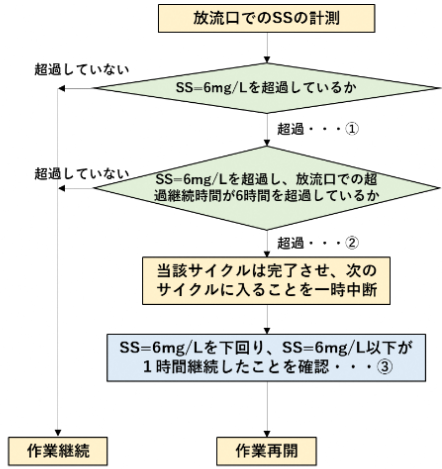 放流口でのSSの計測
超過していない
SS=6mg/Lを超過しているか
超過・・・①
超過していない
SS=6mg/Lを超過し、放流口での超
過継続時間が6時間を超過しているか
超過・・・②
当該サイクルは完了させ、次の
サイクルに入ることを一時中断
SS=6mg/Lを下回り、SS=6mg/L以下が
１時間継続したことを確認・・・③
作業継続
作業再開